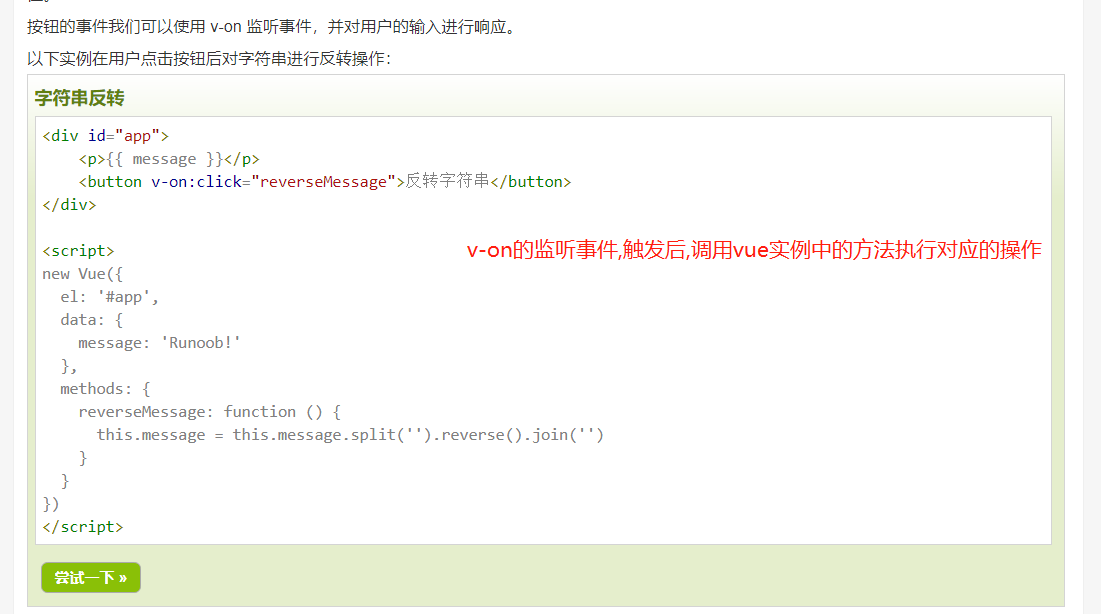 按钮的事件我们可以使用 v-on 监听事件，并对用户的输入进行响应。
以下实例在用户点击按钮后对字符串进行反转操作：
字符串反转
<div id="app">
    <p>{{ message }}</p>
    <button v-on:click="reverseMessage">反转字符串</button>
</div>
<script>
v-on的监听事件,触发后,调用vue实例中的方法执行对应的操作
new Vue({
  el: '#app',
  data: {
    message: 'Runoob!'
  },
  methods: {
    reverseMessage: function () {
      this.message = this.message.split('').reverse().join('')
    }
  }
})
</script>
尝试一下 »